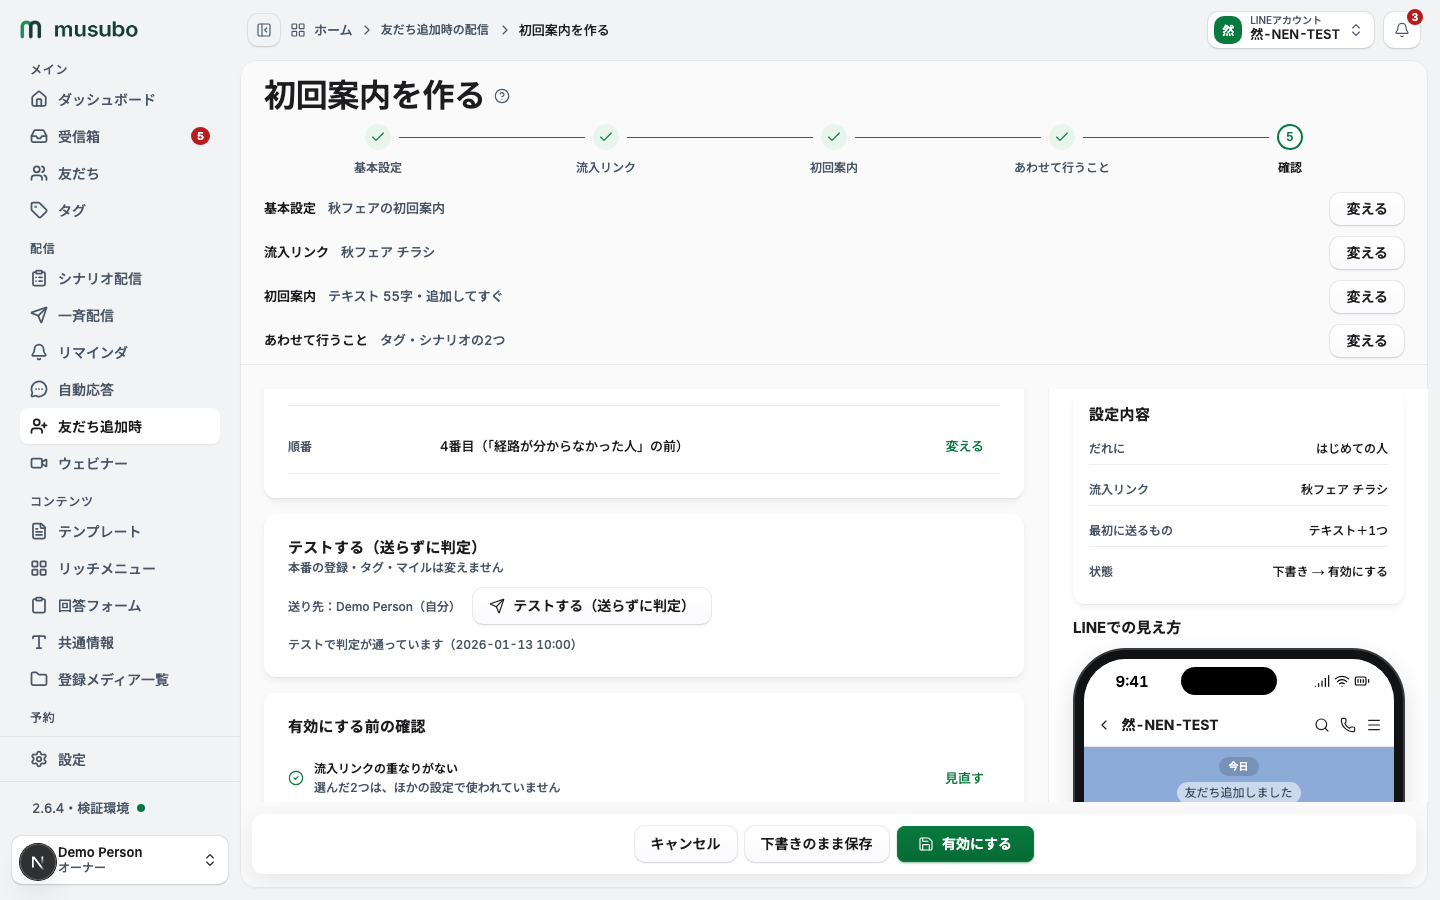 musubo
メイン
ダッシュボード
受信箱
5
友だち
タグ
配信
シナリオ配信
一斉配信
リマインダ
自動応答
友だち追加時
ウェビナー
コンテンツ
テンプレート
リッチメニュー
回答フォーム
共通情報
登録メディア一覧
予約
設定
2.6.4・検証環境
N
Demo Person
オーナー
ホーム
友だち追加時の配信
初回案内を作る
然
LINEアカウント
然-NEN-TEST
3
初回案内を作る
基本設定
流入リンク
初回案内
あわせて行うこと
5
確認
基本設定 秋フェアの初回案内 変える
流入リンク 秋フェア チラシ 変える
初回案内 テキスト 55字・追加してすぐ 変える
あわせて行うこと タグ・シナリオの2つ 変える
順番 4番目（「経路が分からなかった人」の前） 変える
テストする（送らずに判定）
本番の登録・タグ・マイルは変えません
送り先：Demo Person（自分） テストする（送らずに判定）
テストで判定が通っています（2026-01-13 10:00）
有効にする前の確認
流入リンクの重なりがない
選んだ2つは、ほかの設定で使われていません
見直す
設定内容
だれに はじめての人
流入リンク 秋フェア チラシ
最初に送るもの テキスト＋1つ
状態 下書き → 有効にする
LINEでの見え方
9:41
然-NEN-TEST
今日
友だち追加しました
キャンセル
下書きのまま保存
有効にする